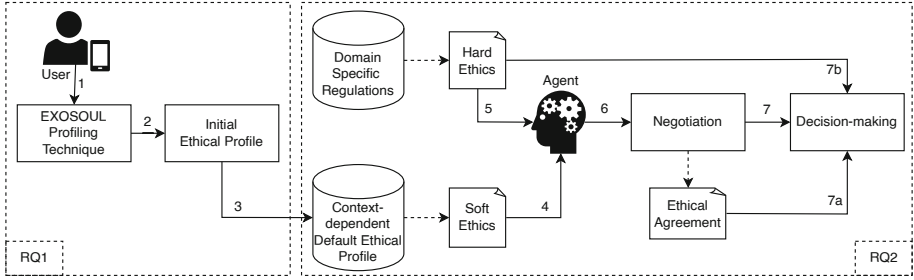 User
1
EXOSOUL
Profiling
Technique
2
Initial
Ethical Profile
3
RQ1
Domain
Specific
Regulations
Hard
Ethics
5
Agent
6
Negotiation
7
7b
Decision-making
Context-
dependent
Default Ethical
Profile
Soft
Ethics
4
Ethical
Agreement
7a
RQ2